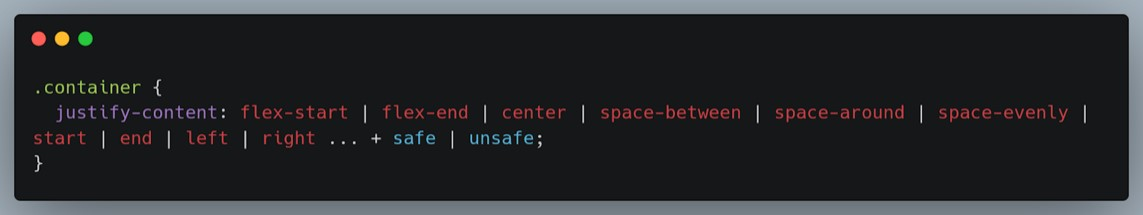 .container {
  justify-content: flex-start | flex-end | center | space-between | space-around | space-evenly |
start | end | left | right ... + safe | unsafe;
}